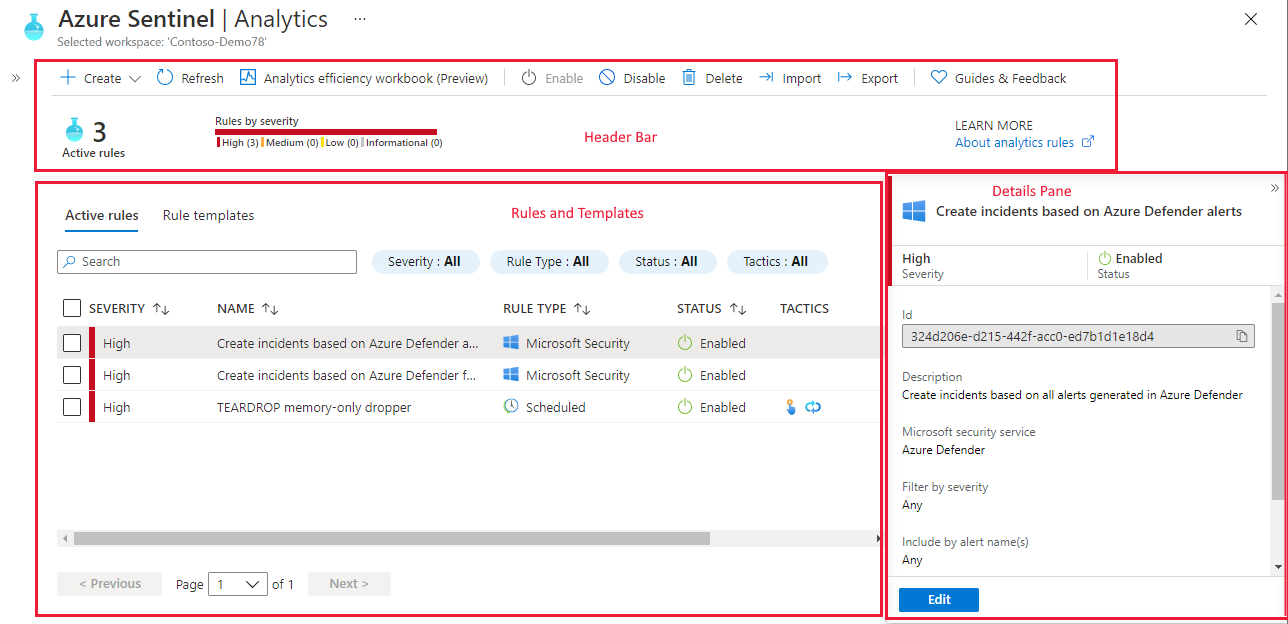 Azure Sentinel | Analytics ...
Selected workspace: 'Contoso-Demo78'
Create Refresh Analytics efficiency workbook (Preview) Enable Disable Delete Import Export Guides & Feedback
3
Active rules
Rules by severity
High (3) Medium (0) Low (0) Informational (0)
Header Bar
LEARN MORE
About analytics rules
Active rules Rule templates
Rules and Templates
Search Severity : All Rule Type : All Status : All Tactics : All
SEVERITY NAME RULE TYPE STATUS TACTICS
High Create incidents based on Azure Defender a... Microsoft Security Enabled
High Create incidents based on Azure Defender f... Microsoft Security Enabled
High TEARDROP memory-only dropper Scheduled Enabled
< Previous Page 1 of 1 Next >
Details Pane
Create incidents based on Azure Defender alerts
High Enabled
Severity Status
Id
324d206e-d215-442f-acc0-ed7b1d1e18d4
Description
Create incidents based on all alerts generated in Azure Defender
Microsoft security service
Azure Defender
Filter by severity
Any
Include by alert name(s)
Any
Edit